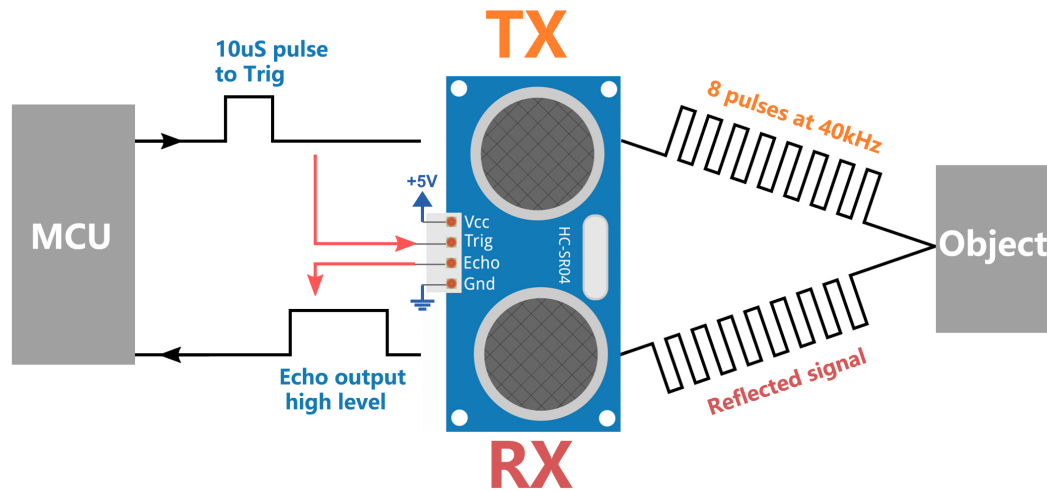 TX
10uS pulse
to Trig
8 pulses at 40kHz
+5V
MCU
Vcc
Trig
Echo
Gnd
HC-SR04
Object
Echo output
high level
Reflected signal
RX